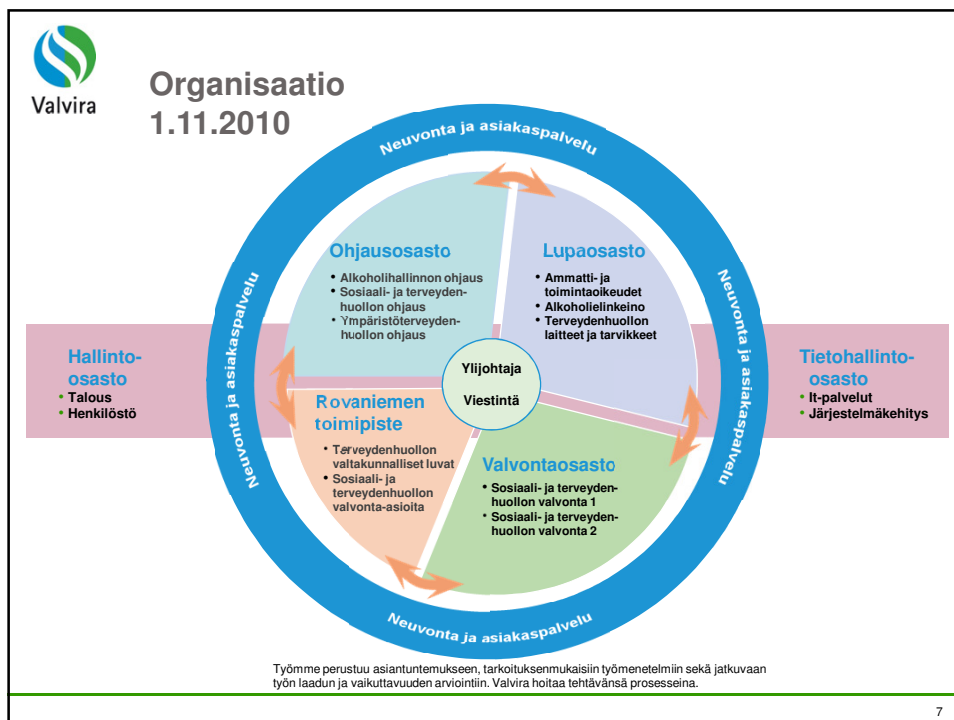 Valvira
Organisaatio
1.11.2010
Neuvonta ja asiakaspalvelu
Neuvonta ja asiakaspalvelu
Neuvonta ja asiakaspalvelu
Neuvonta ja asiakaspalvelu
Ohjausosasto
• Alkoholihallinnon ohjaus
• Sosiaali- ja terveyden-
huollon ohjaus
• Ympäristöterveyden-
huollon ohjaus
Lupaosasto
• Ammatti- ja
toimintaoikeudet
• Alkoholielinkeino
• Terveydenhuollon
laitteet ja tarvikkeet
Hallinto-
osasto
• Talous
• Henkilöstö
Ylijohtaja
Viestintä
Tietohallinto-
osasto
• It-palvelut
• Järjestelmäkehitys
Rovaniemen
toimipiste
• Terveydenhuollon
valtakunnalliset luvat
• Sosiaali- ja
terveydenhuollon
valvonta-asioita
Valvontaosasto
• Sosiaali- ja terveyden-
huollon valvonta 1
• Sosiaali- ja terveyden-
huollon valvonta 2
Työmme perustuu asiantuntemukseen, tarkoituksenmukaisiin työmenetelmiin sekä jatkuvaan
työn laadun ja vaikuttavuuden arviointiin. Valvira hoitaa tehtävänsä prosesseina.
7